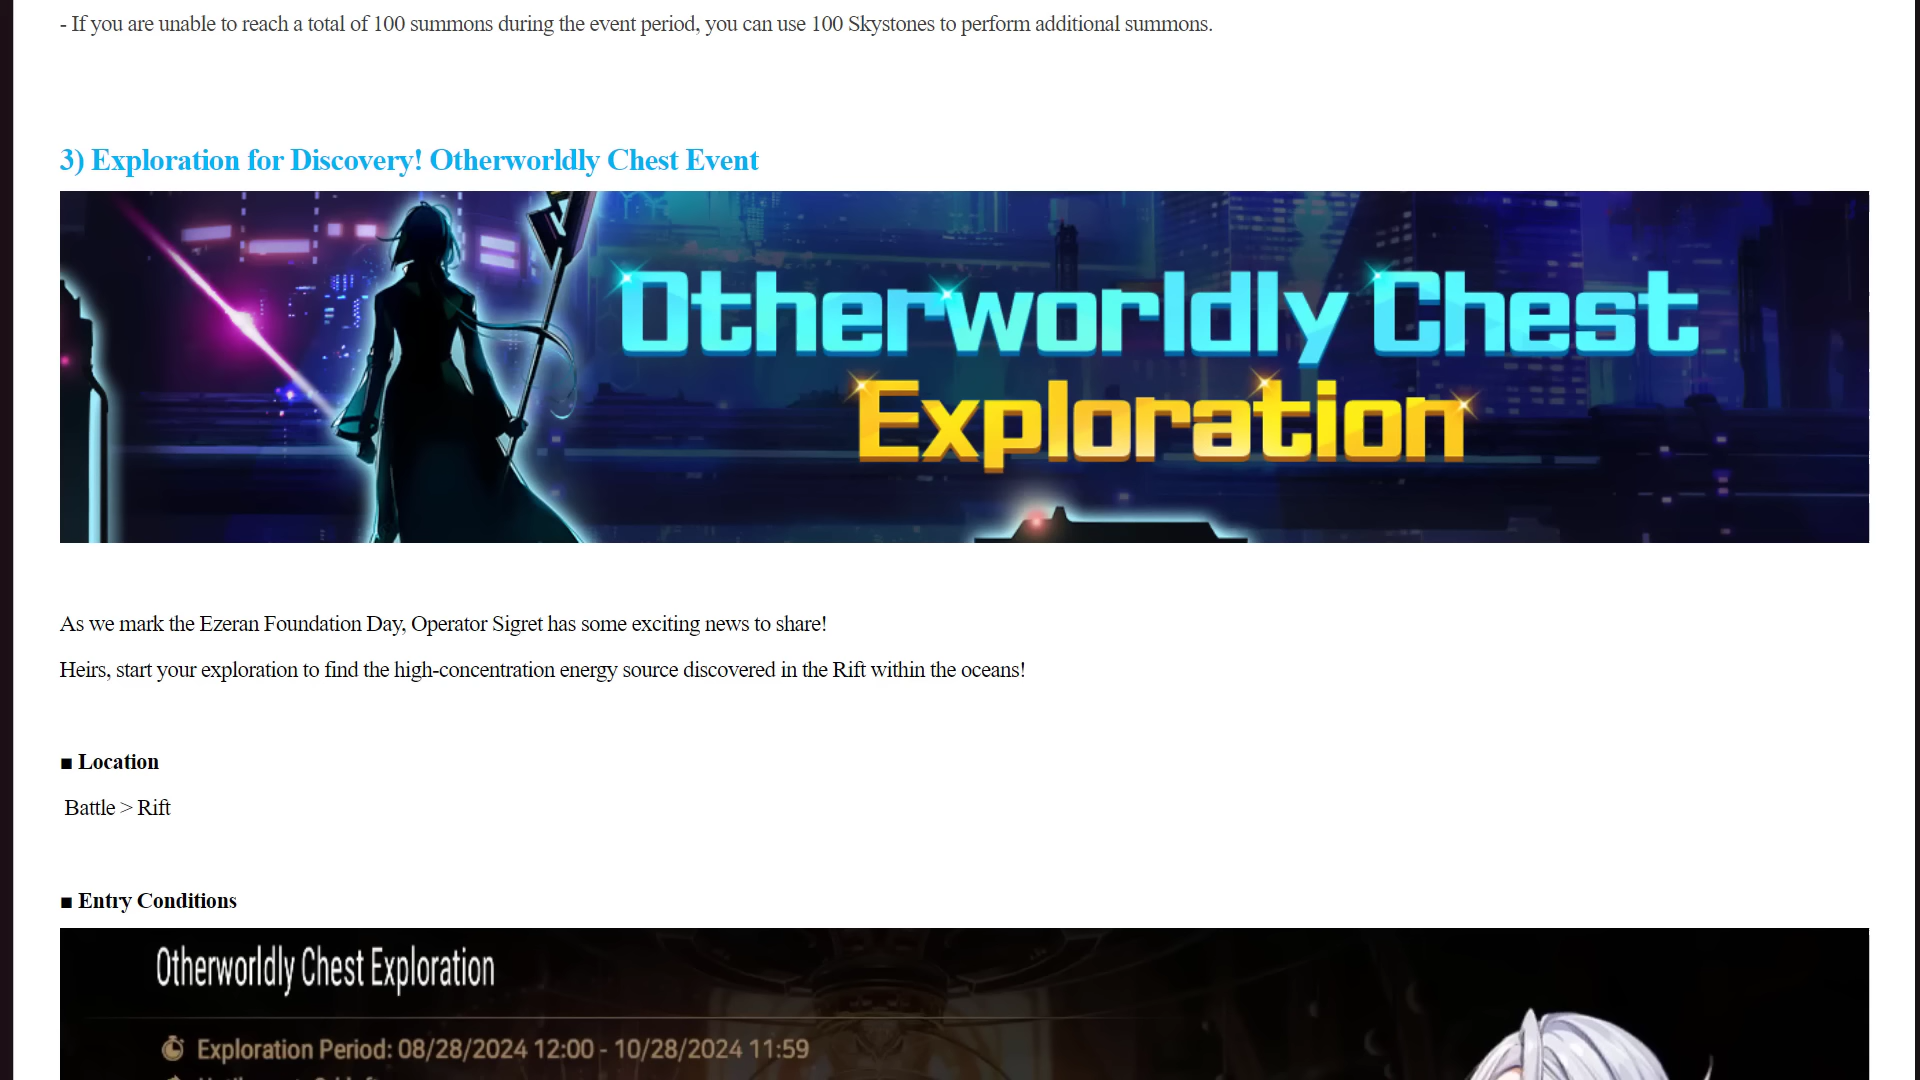 - If you are unable to reach a total of 100 summons during the event period, you can use 100 Skystones to perform additional summons.
3) Exploration for Discovery! Otherworldly Chest Event
Otherworldly Chest
Exploration
As we mark the Ezeran Foundation Day, Operator Sigret has some exciting news to share!
Heirs, start your exploration to find the high-concentration energy source discovered in the Rift within the oceans!
■ Location
Battle > Rift
■ Entry Conditions
Otherworldly Chest Exploration
Exploration Period: 08/28/2024 12:00 - 10/28/2024 11:59